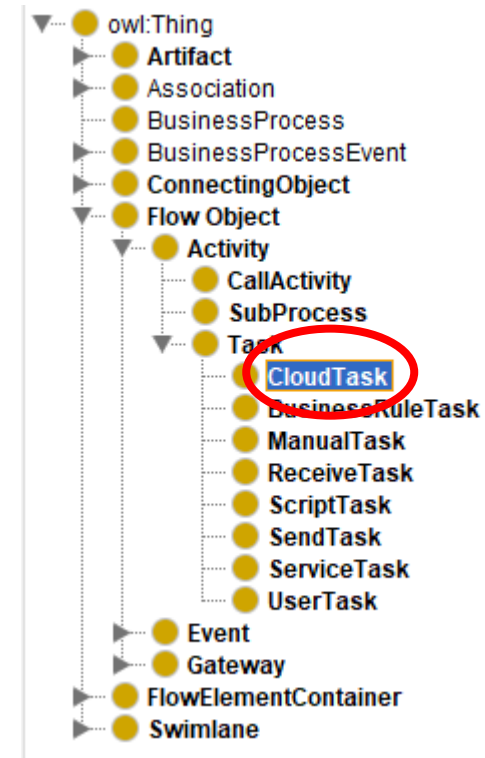 owl:Thing
Artifact
Association
BusinessProcess
BusinessProcessEvent
ConnectingObject
Flow Object
Activity
CallActivity
SubProcess
Task
CloudTask
BusinessRuleTask
ManualTask
ReceiveTask
ScriptTask
SendTask
ServiceTask
UserTask
Event
Gateway
FlowElementContainer
Swimlane